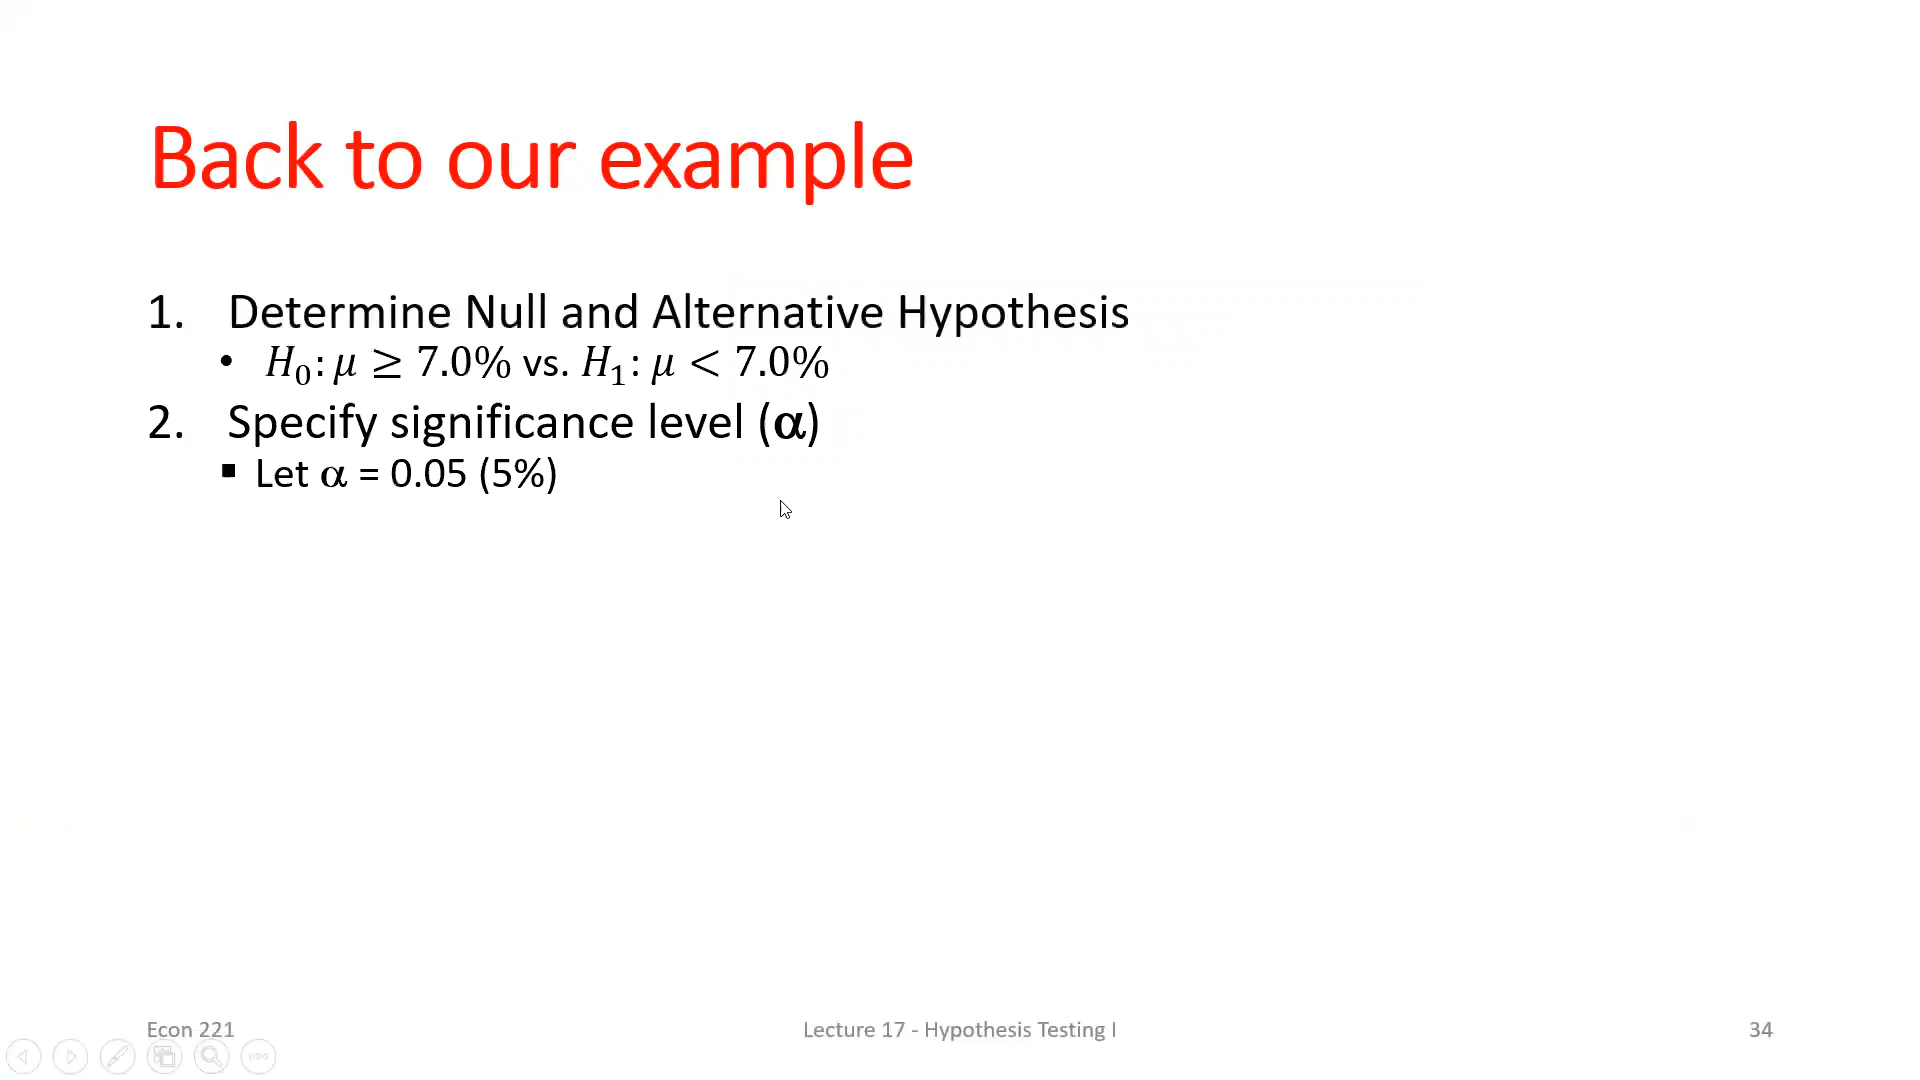 Back to our example
1. Determine Null and Alternative Hypothesis
• H₀: μ ≥ 7.0% vs. H₁: μ < 7.0%
2. Specify significance level (α)
▪ Let α = 0.05 (5%)
Econ 221
Lecture 17 - Hypothesis Testing I
34